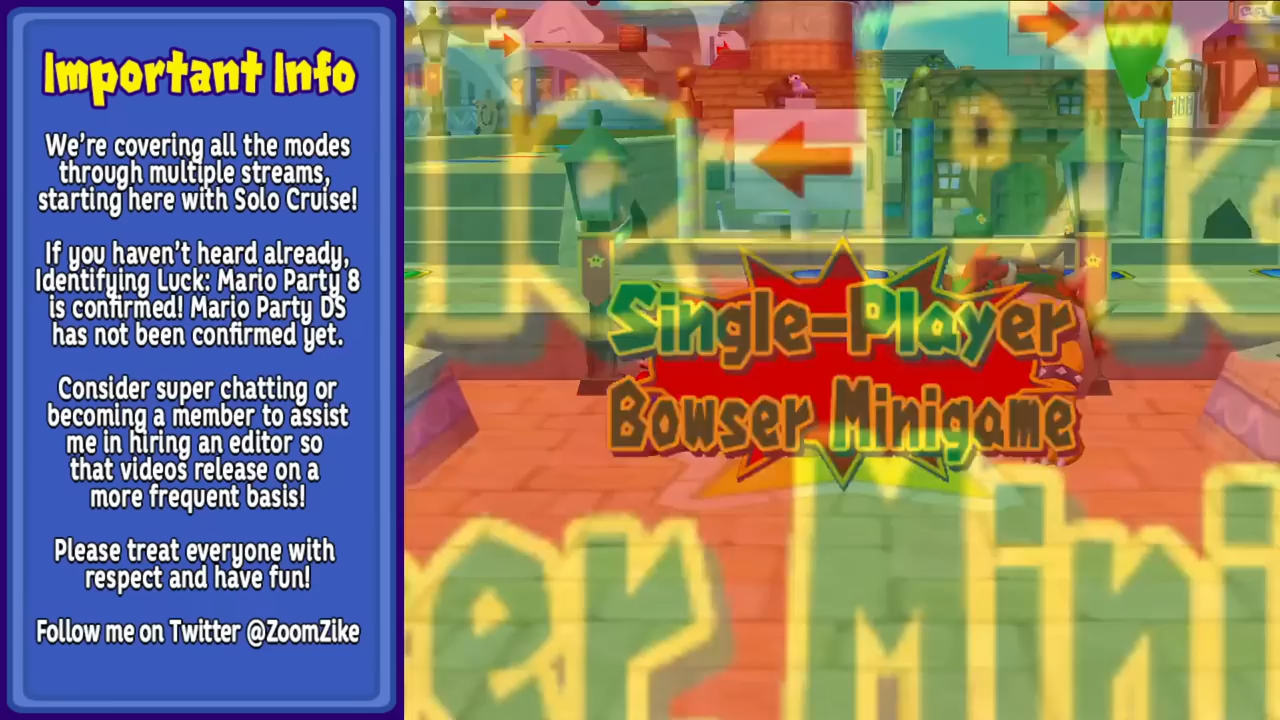 Important Info
We're covering all the modes
through multiple streams,
starting here with Solo Cruise!
If you haven't heard already,
Identifying Luck: Mario Party 8
is confirmed! Mario Party DS
has not been confirmed yet.
Consider super chatting or
becoming a member to assist
me in hiring an editor so
that videos release on a
more frequent basis!
Please treat everyone with
respect and have fun!
Follow me on Twitter @ZoomZike
Single-Player
Bowser Minigame
er Mini